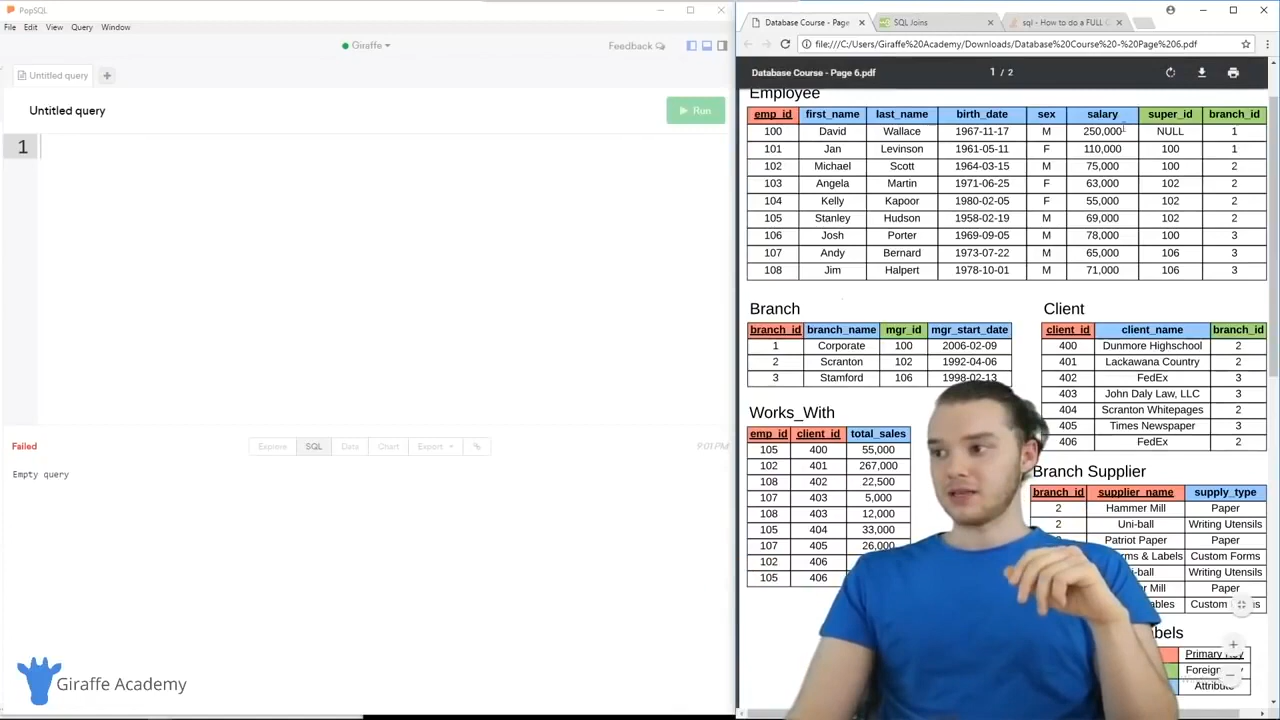 PopSQL
File Edit View Query Window
Giraffe
Feedback
Untitled query
Untitled query
Run
1
Failed
Explore SQL Data Chart Export
9:01PM
Empty query
Giraffe Academy
Database Course - Page
SQL Joins
sql - How to do a FULL
file:///C:/Users/Giraffe%20Academy/Downloads/Database%20Course%20-%20Page%206.pdf
Database Course - Page 6.pdf
1 / 2
Employee
emp_id first_name last_name birth_date sex salary super_id branch_id
100 David Wallace 1967-11-17 M 250,000 NULL 1
101 Jan Levinson 1961-05-11 F 110,000 100 1
102 Michael Scott 1964-03-15 M 75,000 100 2
103 Angela Martin 1971-06-25 F 63,000 102 2
104 Kelly Kapoor 1980-02-05 F 55,000 102 2
105 Stanley Hudson 1958-02-19 M 69,000 102 2
106 Josh Porter 1969-09-05 M 78,000 100 3
107 Andy Bernard 1973-07-22 M 65,000 106 3
108 Jim Halpert 1978-10-01 M 71,000 106 3
Branch
branch_id branch_name mgr_id mgr_start_date
1 Corporate 100 2006-02-09
2 Scranton 102 1992-04-06
3 Stamford 106 1998-02-13
Client
client_id client_name branch_id
400 Dunmore Highschool 2
401 Lackawana Country 2
402 FedEx 3
403 John Daly Law, LLC 3
404 Scranton Whitepages 2
405 Times Newspaper 3
406 FedEx 2
Works_With
emp_id client_id total_sales
105 400 55,000
102 401 267,000
108 402 22,500
107 403 5,000
108 403 12,000
105 404 33,000
107 405 26,000
102 406
105 406
Branch Supplier
branch_id supplier_name supply_type
2 Hammer Mill Paper
2 Uni-ball Writing Utensils
Patriot Paper Paper
& Labels Custom Forms
Writing Utensils
Mill Paper
Custom
Primary Key
Attribute